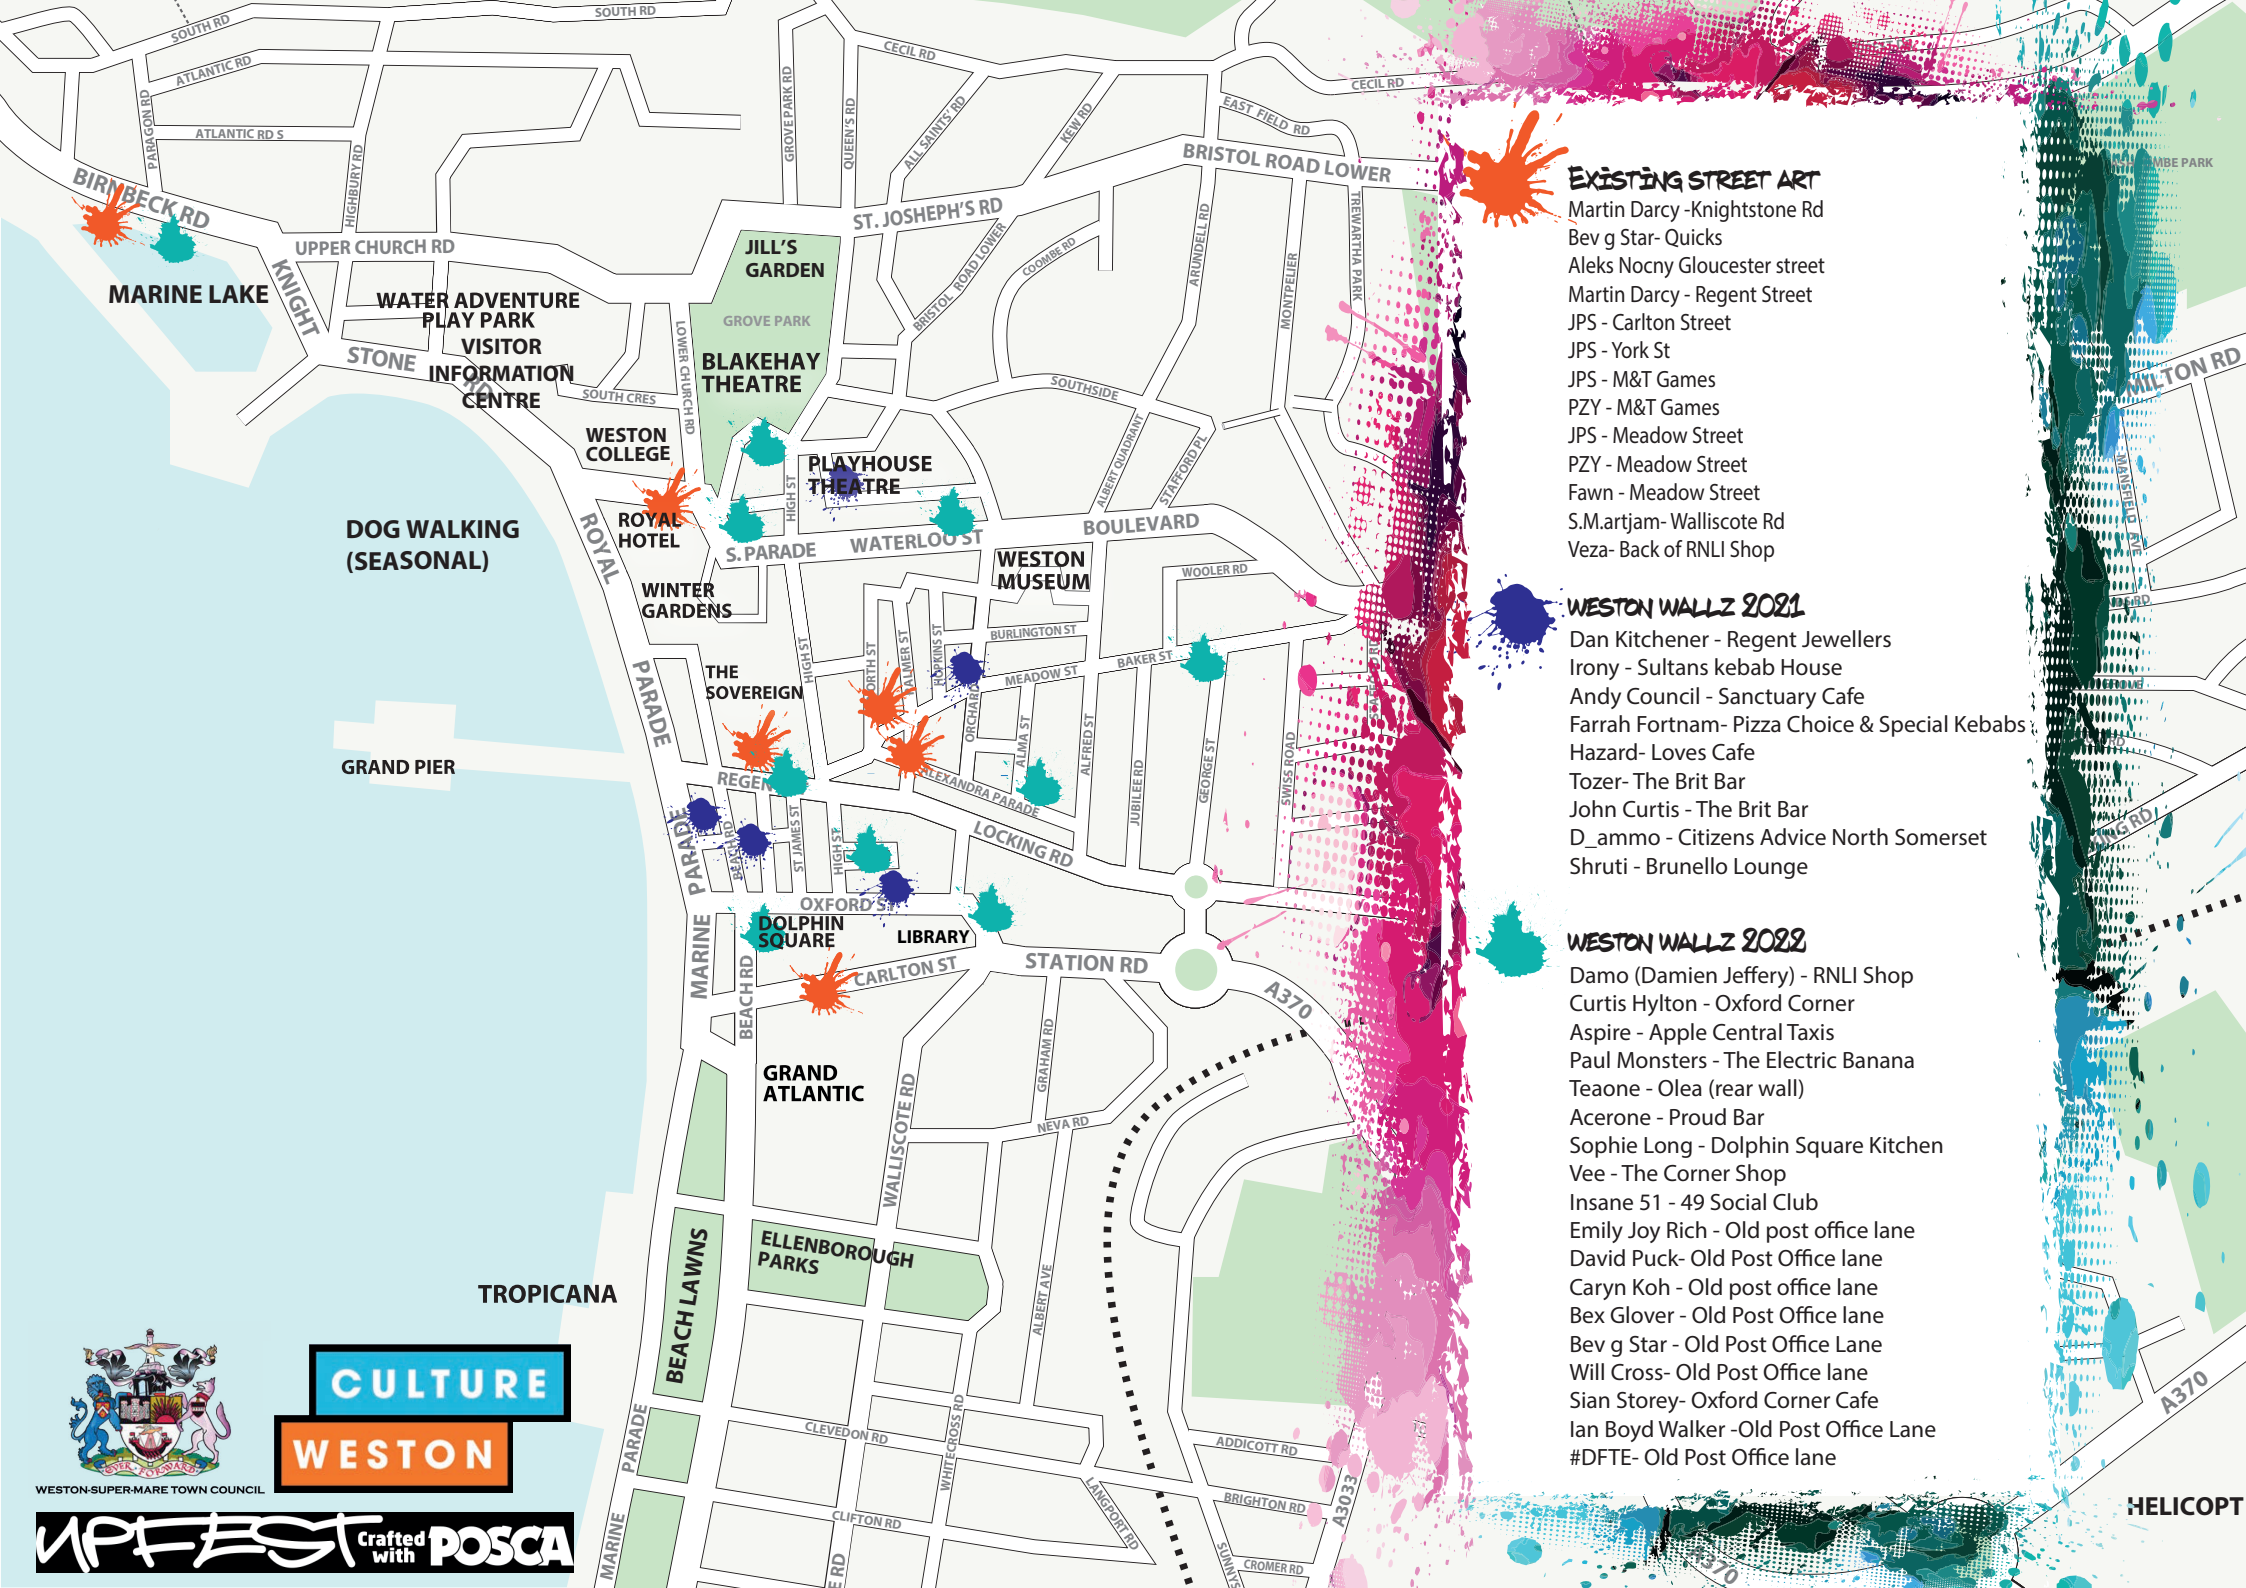 SOUTH RD
SOUTH RD
CECIL RD
CECIL RD
ATLANTIC RD
PARAGON RD
ATLANTIC RD S
HIGHBURY RD
GROVE PARK RD
QUEEN'S RD
ALL SAINTS' RD
KEW RD
EAST FIELD RD
BRISTOL ROAD LOWER
TREWARTHA PARK
BIRNBECK RD
UPPER CHURCH RD
ST. JOSHEPH'S RD
BRISTOL ROAD LOWER
COOMBE RD
ARUNDELL RD
MONTPELIER
JILL'S
GARDEN
GROVE PARK
BLAKEHAY
THEATRE
MARINE LAKE
KNIGHT
STONE
RD
WATER ADVENTURE
PLAY PARK
VISITOR
INFORMATION
CENTRE
SOUTH CRES
LOWER CHURCH RD
SOUTHSIDE
ALBERT QUADRANT
STAFFORD PL
WESTON
COLLEGE
PLAYHOUSE
THEATRE
HIGH ST
ROYAL
HOTEL
DOG WALKING
(SEASONAL)
ROYAL
PARADE
S. PARADE
WATERLOO ST
BOULEVARD
WESTON
MUSEUM
WOOLER RD
WINTER
GARDENS
BURLINGTON ST
MEADOW ST
BAKER ST
HIGH ST
HOPKINS ST
ORCHARD
ALMA ST
ALFRED ST
JUBILEE RD
GEORGE ST
SWISS ROAD
THE
SOVEREIGN
GRAND PIER
REGEN
ALEXANDRA PARADE
LOCKING RD
PARADE
BEACH RD
ST JAMES ST
HIGH ST
OXFORD ST
DOLPHIN
SQUARE
LIBRARY
CARLTON ST
STATION RD
A370
MARINE
BEACH RD
GRAND
ATLANTIC
WALLISCOTE RD
GRAHAM RD
NEVA RD
ELLENBOROUGH
PARKS
BEACH LAWNS
TROPICANA
ALBERT AVE
CLEVEDON RD
WHITECROSS RD
CLIFTON RD
LANGPORT RD
ADDICOTT RD
BRIGHTON RD
CROMER RD
SUNNYS
A3033
MARINE
PARADE
E RD
MBE PARK
MILTON RD
MANSFIELD AVE
A370
A370
HELICOPT
EXISTING STREET ART
Martin Darcy -Knightstone Rd
Bev g Star- Quicks
Aleks Nocny Gloucester street
Martin Darcy - Regent Street
JPS - Carlton Street
JPS - York St
JPS - M&T Games
PZY - M&T Games
JPS - Meadow Street
PZY - Meadow Street
Fawn - Meadow Street
S.M.artjam- Walliscote Rd
Veza- Back of RNLI Shop
WESTON WALLZ 2021
Dan Kitchener - Regent Jewellers
Irony - Sultans kebab House
Andy Council - Sanctuary Cafe
Farrah Fortnam- Pizza Choice & Special Kebabs
Hazard- Loves Cafe
Tozer- The Brit Bar
John Curtis - The Brit Bar
D_ammo - Citizens Advice North Somerset
Shruti - Brunello Lounge
WESTON WALLZ 2022
Damo (Damien Jeffery) - RNLI Shop
Curtis Hylton - Oxford Corner
Aspire - Apple Central Taxis
Paul Monsters - The Electric Banana
Teaone - Olea (rear wall)
Acerone - Proud Bar
Sophie Long - Dolphin Square Kitchen
Vee - The Corner Shop
Insane 51 - 49 Social Club
Emily Joy Rich - Old post office lane
David Puck- Old Post Office lane
Caryn Koh - Old post office lane
Bex Glover - Old Post Office lane
Bev g Star - Old Post Office Lane
Will Cross- Old Post Office lane
Sian Storey- Oxford Corner Cafe
Ian Boyd Walker -Old Post Office Lane
#DFTE- Old Post Office lane
EVER FORWARD
WESTON-SUPER-MARE TOWN COUNCIL
CULTURE
WESTON
UPFEST
Crafted
with
POSCA